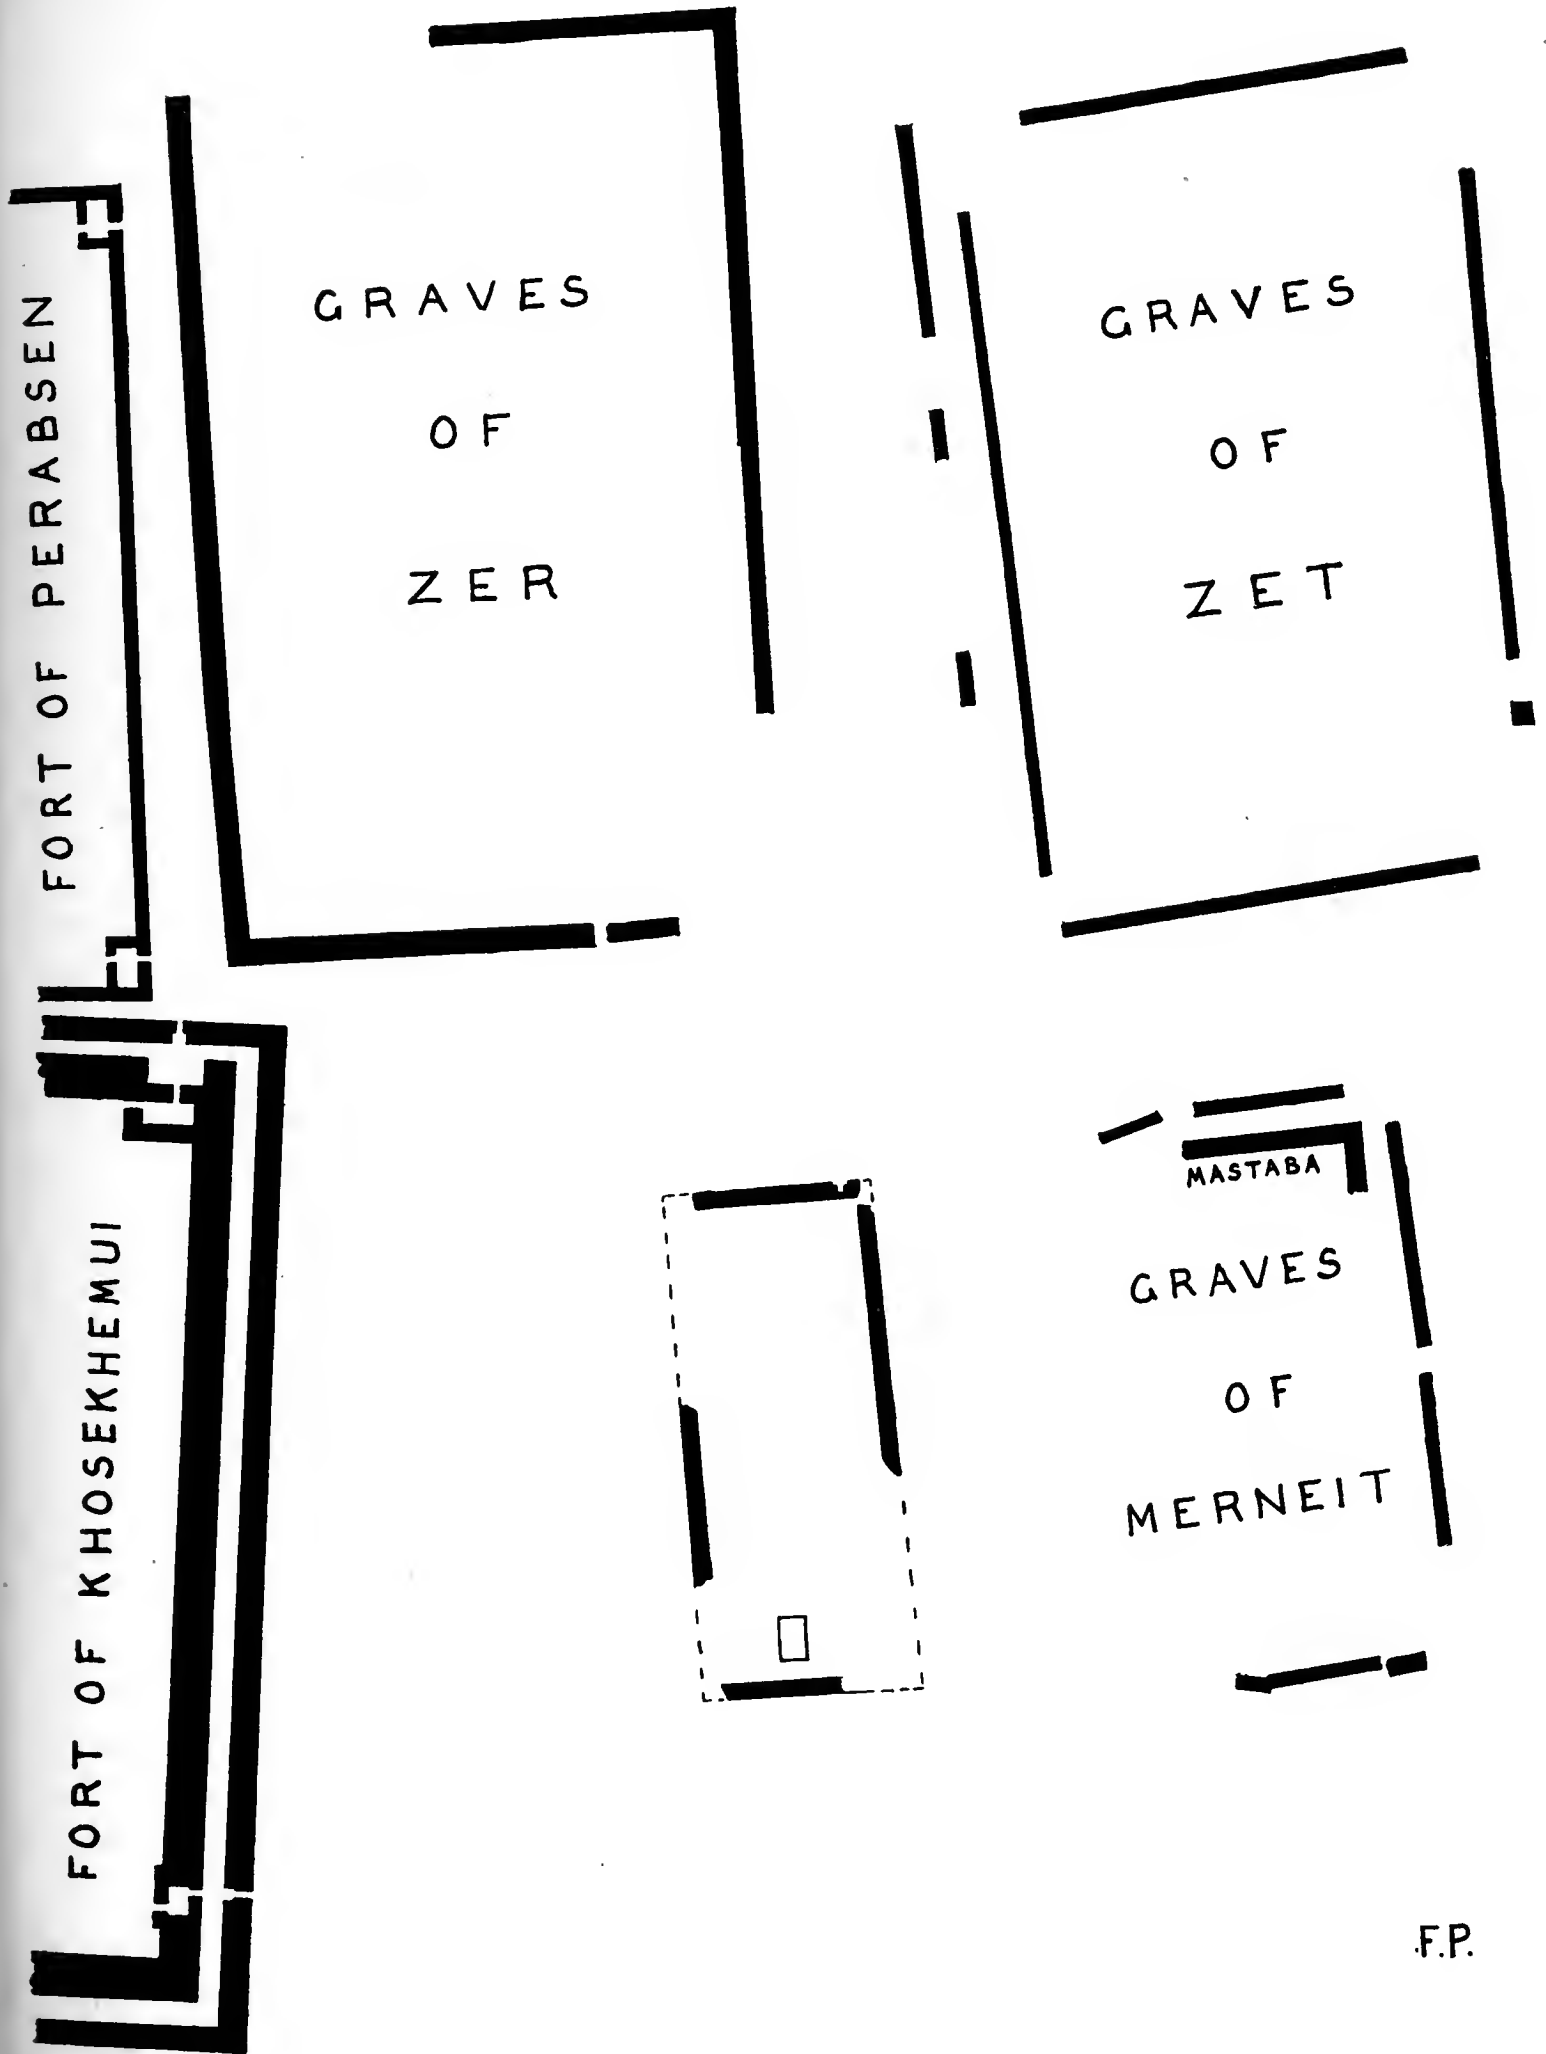 FORT OF PERABSEN
GRAVES
OF
ZER
GRAVES
OF
ZET
FORT OF KHOSEKHEMUI
MASTABA
GRAVES
OF
MERNEIT
F.P.